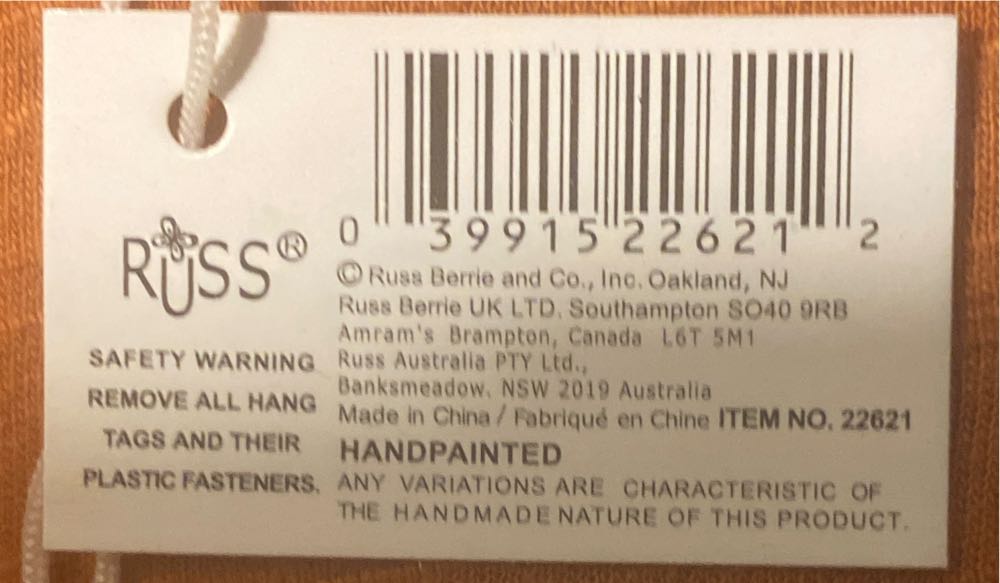 0 39915 22621 2
RUSS®
© Russ Berrie and Co., Inc. Oakland, NJ
Russ Berrie UK LTD. Southampton SO40 9RB
Amram's Brampton, Canada L6T 5M1
Russ Australia PTY Ltd.,
Banksmeadow. NSW 2019 Australia
Made in China / Fabriqué en Chine ITEM NO. 22621
HANDPAINTED
ANY VARIATIONS ARE CHARACTERISTIC OF
THE HANDMADE NATURE OF THIS PRODUCT.
SAFETY WARNING
REMOVE ALL HANG
TAGS AND THEIR
PLASTIC FASTENERS.